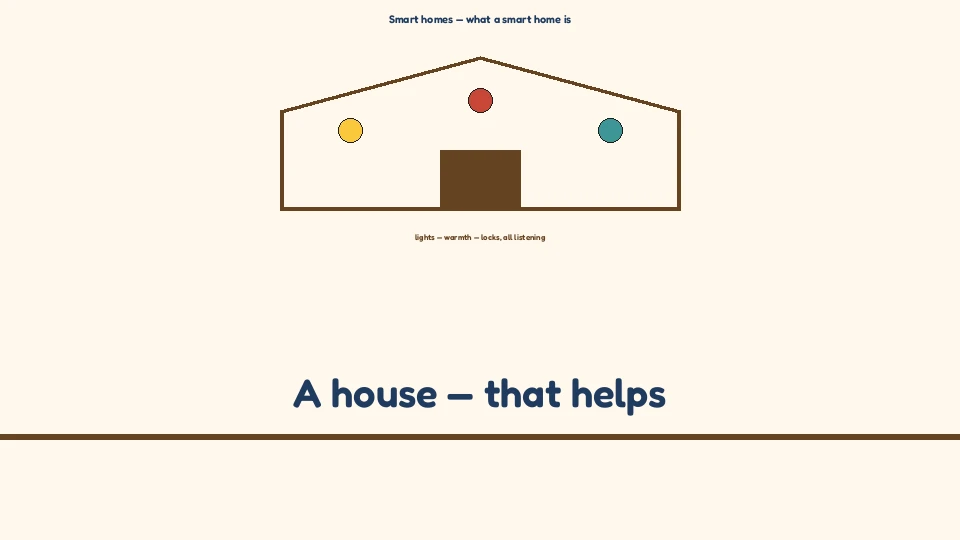 Smart homes — what a smart home is
lights — warmth — locks, all listening
A house — that helps